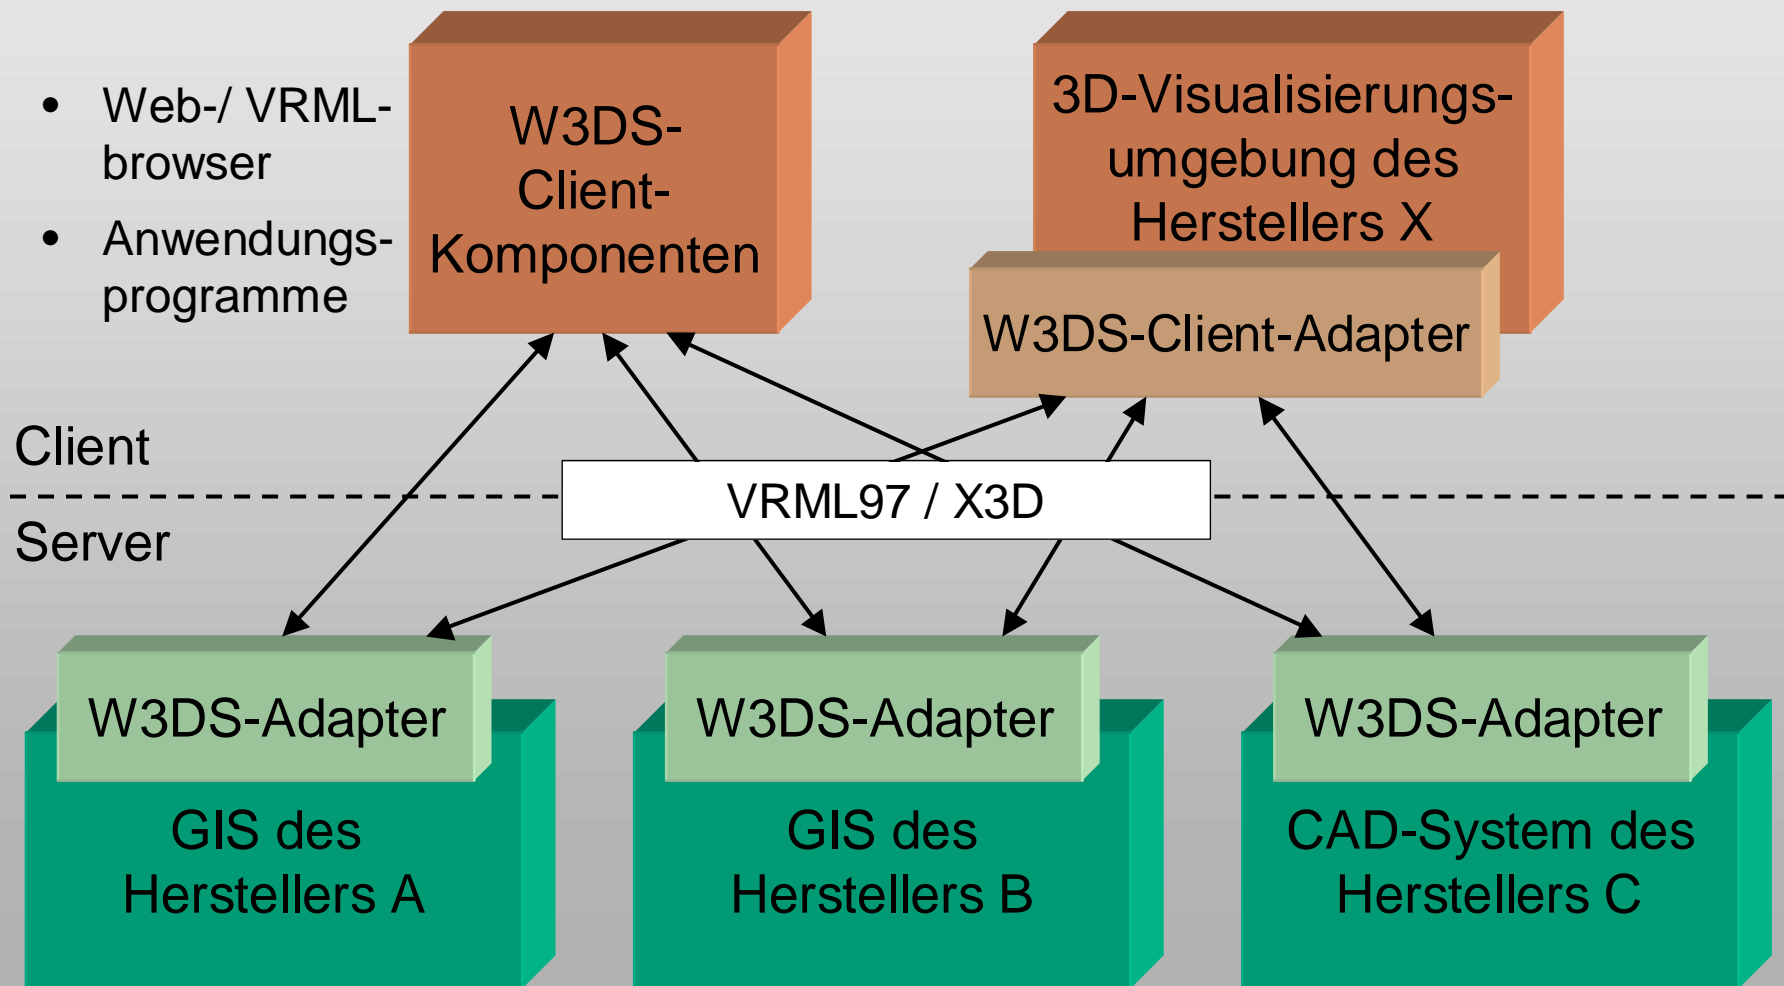 • Web-/ VRML-
browser
• Anwendungs-
programme
W3DS-
Client-
Komponenten
3D-Visualisierungs-
umgebung des
Herstellers X
W3DS-Client-Adapter
Client
VRML97 / X3D
Server
W3DS-Adapter
GIS des
Herstellers A
W3DS-Adapter
GIS des
Herstellers B
W3DS-Adapter
CAD-System des
Herstellers C